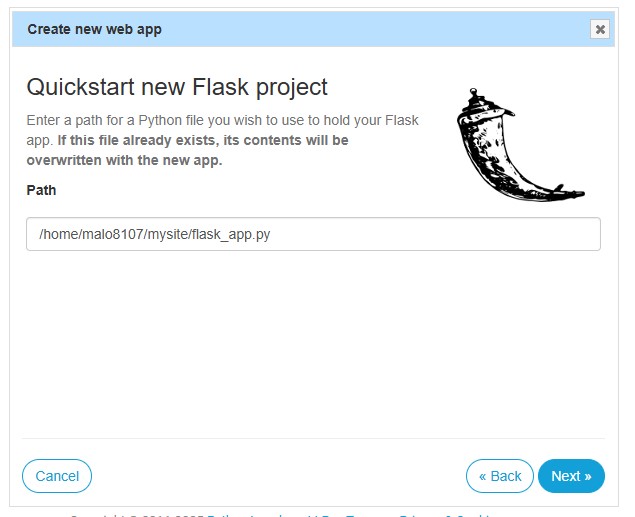 Create new web app
Quickstart new Flask project
Enter a path for a Python file you wish to use to hold your Flask
app. If this file already exists, its contents will be
overwritten with the new app.
Path
/home/malo8107/mysite/flask_app.py
Cancel
« Back
Next »